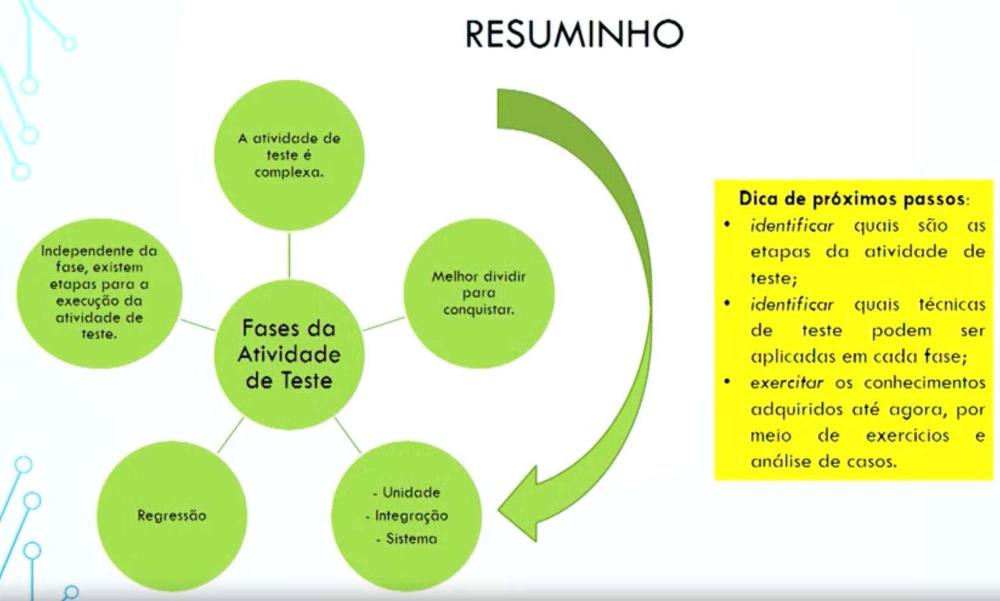 RESUMINHO
A atividade de
teste é
complexa.
Melhor dividir
para
conquistar.
- Unidade
- Integração
- Sistema
Regressão
Independente da
fase, existem
etapas para a
execução da
atividade de
teste.
Fases da
Atividade
de Teste
Dica de próximos passos:
• identificar quais são as
etapas da atividade de
teste;
• identificar quais técnicas
de teste podem ser
aplicadas em cada fase;
• exercitar os conhecimentos
adquiridos até agora, por
meio de exercícios e
análise de casos.